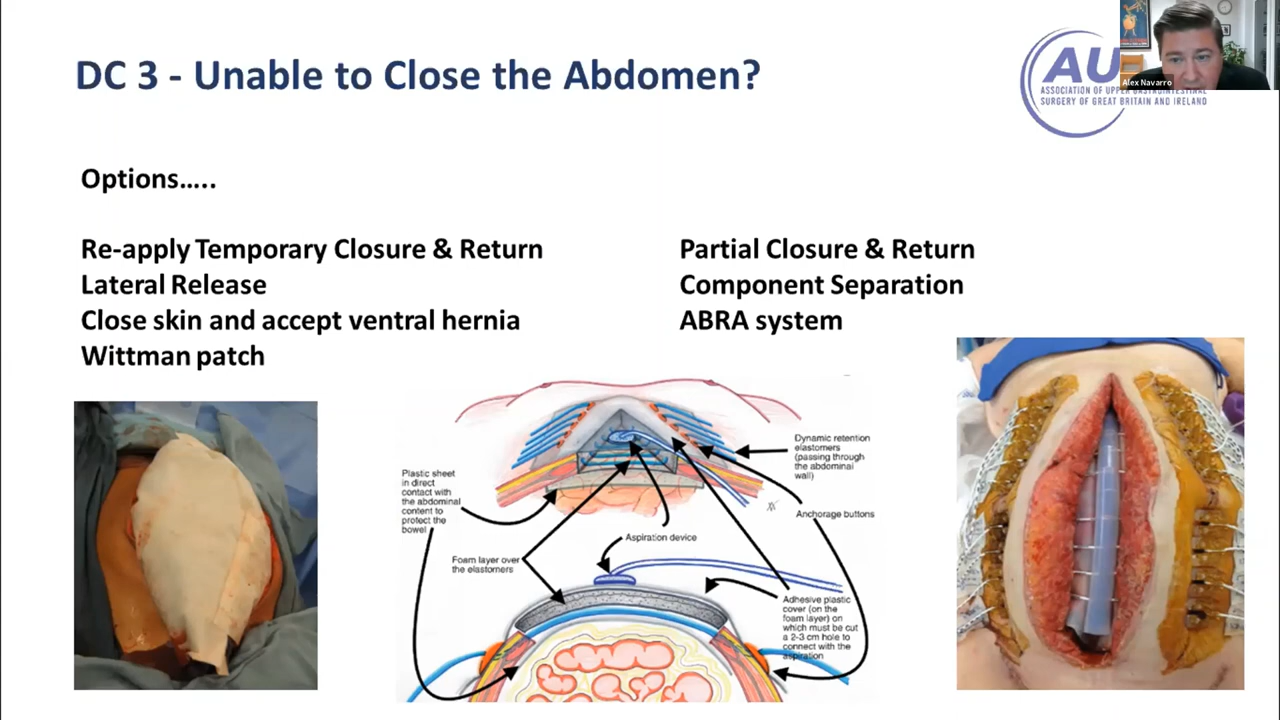 DC 3 - Unable to Close the Abdomen?
AU
Alex Navarro
ASSOCIATION OF UPPER GASTROINTESTINAL
SURGERY OF GREAT BRITAIN AND IRELAND
Options.....
Re-apply Temporary Closure & Return
Lateral Release
Close skin and accept ventral hernia
Wittman patch
Partial Closure & Return
Component Separation
ABRA system
Plastic sheet
in direct
contact with
the abdominal
content to
protect the
bowel
Foam layer over
the elastomers
Aspiration device
Dynamic retention
elastomers
(passing through
the abdominal
wall)
Anchorage buttons
Adhesive plastic
cover (on the
foam layer) on
which must be cut
a 2-3 cm hole to
connect with the
aspiration